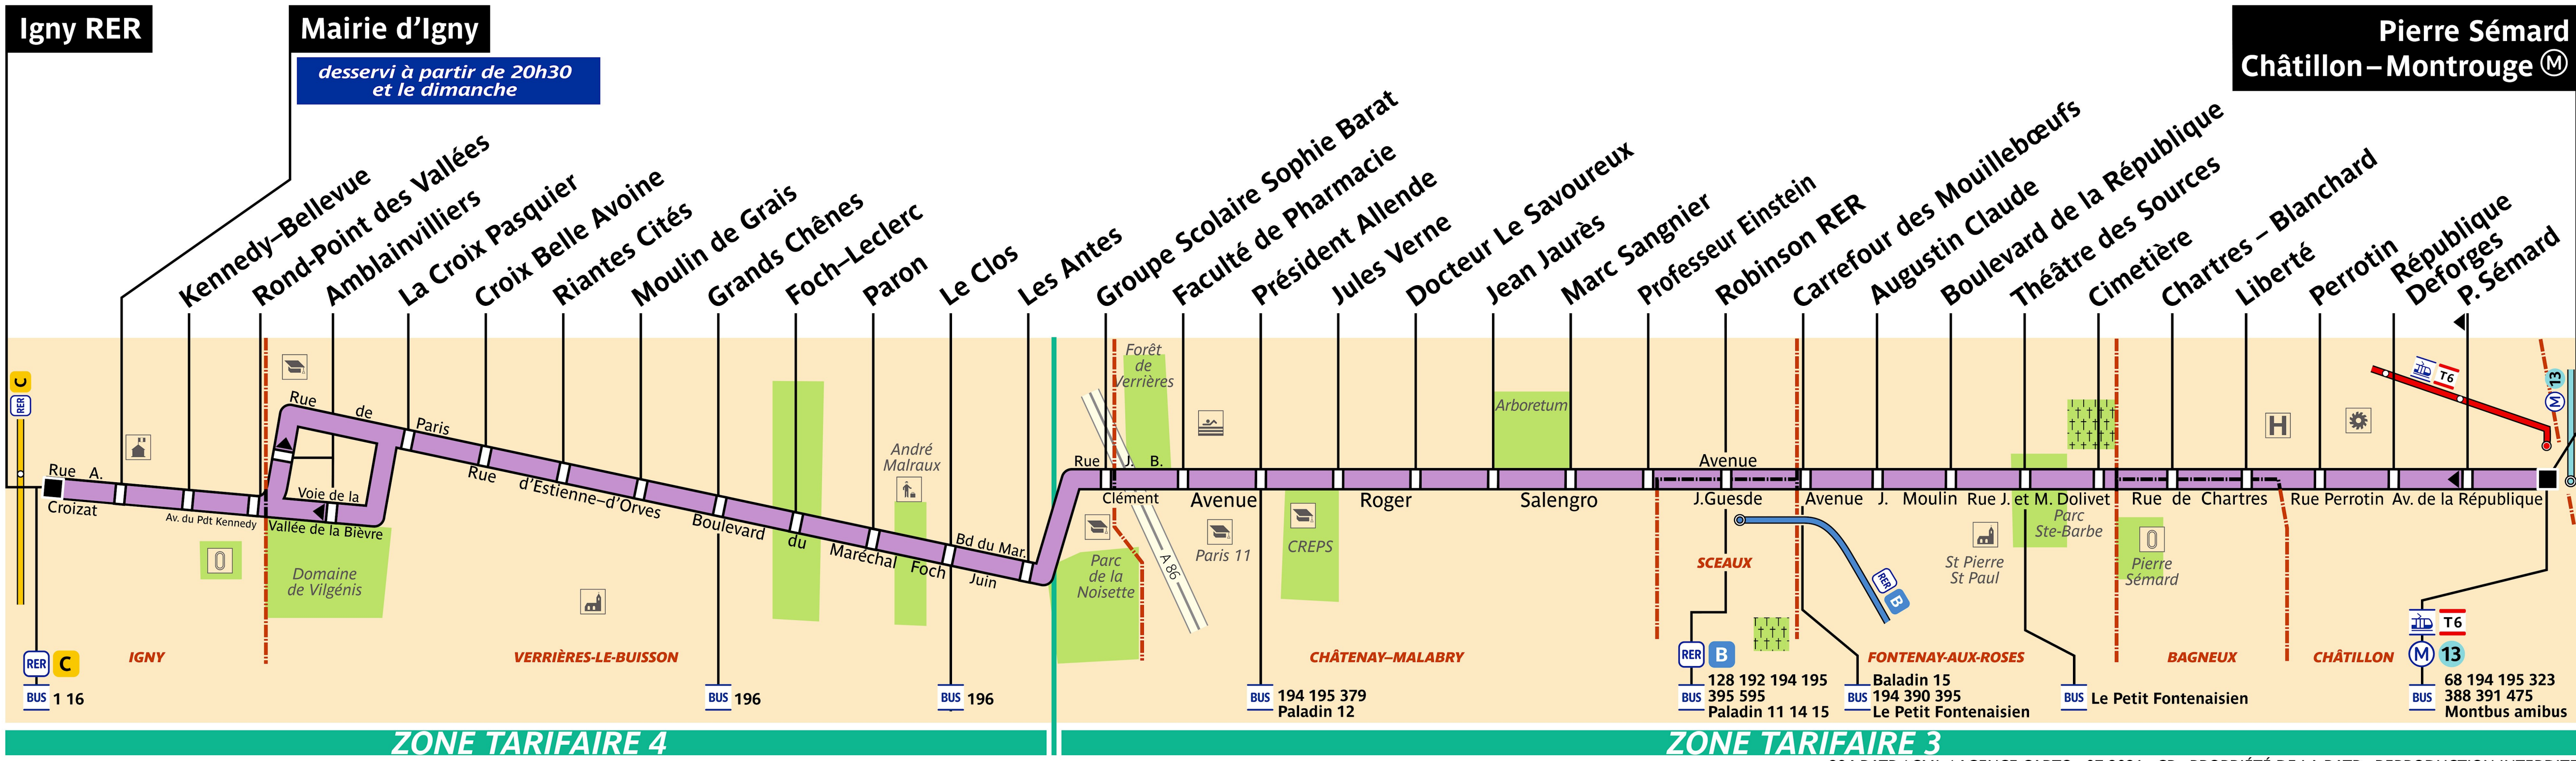 Igny RER
Mairie d’Igny
desservi à partir de 20h30
et le dimanche
Pierre Sémard
Châtillon–Montrouge M
Kennedy–Bellevue
Rond-Point des Vallées
Amblainvilliers
La Croix Pasquier
Croix Belle Avoine
Riantes Cités
Moulin de Grais
Grands Chênes
Foch–Leclerc
Paron
Le Clos
Les Antes
Groupe Scolaire Sophie Barat
Faculté de Pharmacie
Président Allende
Jules Verne
Docteur Le Savoureux
Jean Jaurès
Marc Sangnier
Professeur Einstein
Robinson RER
Carrefour des Mouillebœufs
Augustin Claude
Boulevard de la République
Théâtre des Sources
Cimetière
Chartres – Blanchard
Liberté
Perrotin
République
Deforges
P. Sémard
C
RER
Rue A.
Croizat
Av. du Pdt Kennedy
Rue de Paris
Voie de la
Vallée de la Bièvre
Domaine
de Vilgénis
Rue d’Estienne–d’Orves
Boulevard du Maréchal Foch
André
Malraux
Bd du Mar.
Juin
Forêt
de
Verrières
Rue J. B.
Clément
Parc
de la
Noisette
A 86
Paris 11
Avenue Roger Salengro
CREPS
Arboretum
Avenue
J.Guesde
Avenue J. Moulin
Rue J. et M. Dolivet
Parc
Ste-Barbe
St Pierre
St Paul
RER B
Rue de Chartres
Pierre
Sémard
H
Rue Perrotin
Av. de la République
T6
13
M
IGNY
VERRIÈRES-LE-BUISSON
CHÂTENAY–MALABRY
SCEAUX
FONTENAY-AUX-ROSES
BAGNEUX
CHÂTILLON
RER C
BUS 1 16
BUS 196
BUS 196
BUS 194 195 379
Paladin 12
RER B
BUS 128 192 194 195
395 595
Paladin 11 14 15
BUS Baladin 15
194 390 395
Le Petit Fontenaisien
BUS Le Petit Fontenaisien
T6
M 13
BUS 68 194 195 323
388 391 475
Montbus amibus
ZONE TARIFAIRE 4
ZONE TARIFAIRE 3